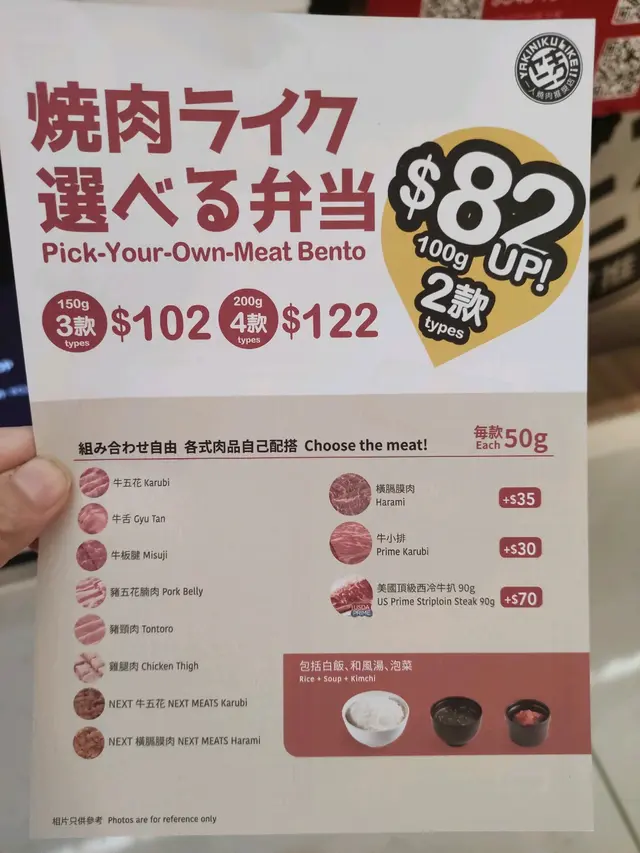 YAKINIKU LIKE!!
焼肉ライク
選べる弁当
Pick-Your-Own-Meat Bento
$82
UP!
100g
2款
types
150g
3款
types
$102
200g
4款
types
$122
組み合わせ自由 各式肉品自己配搭 Choose the meat!
每款
Each
50g
牛五花 Karubi
牛舌 Gyu Tan
牛板腱 Misuji
豬五花腩肉 Pork Belly
豬頸肉 Tontoro
雞腿肉 Chicken Thigh
NEXT 牛五花 NEXT MEATS Karubi
NEXT 橫膈膜肉 NEXT MEATS Harami
橫膈膜肉
Harami
+$35
牛小排
Prime Karubi
+$30
美國頂級西冷牛扒 90g
US Prime Striploin Steak 90g
+$70
USDA
包括白飯、和風湯、泡菜
Rice + Soup + Kimchi
相片只供參考 Photos are for reference only